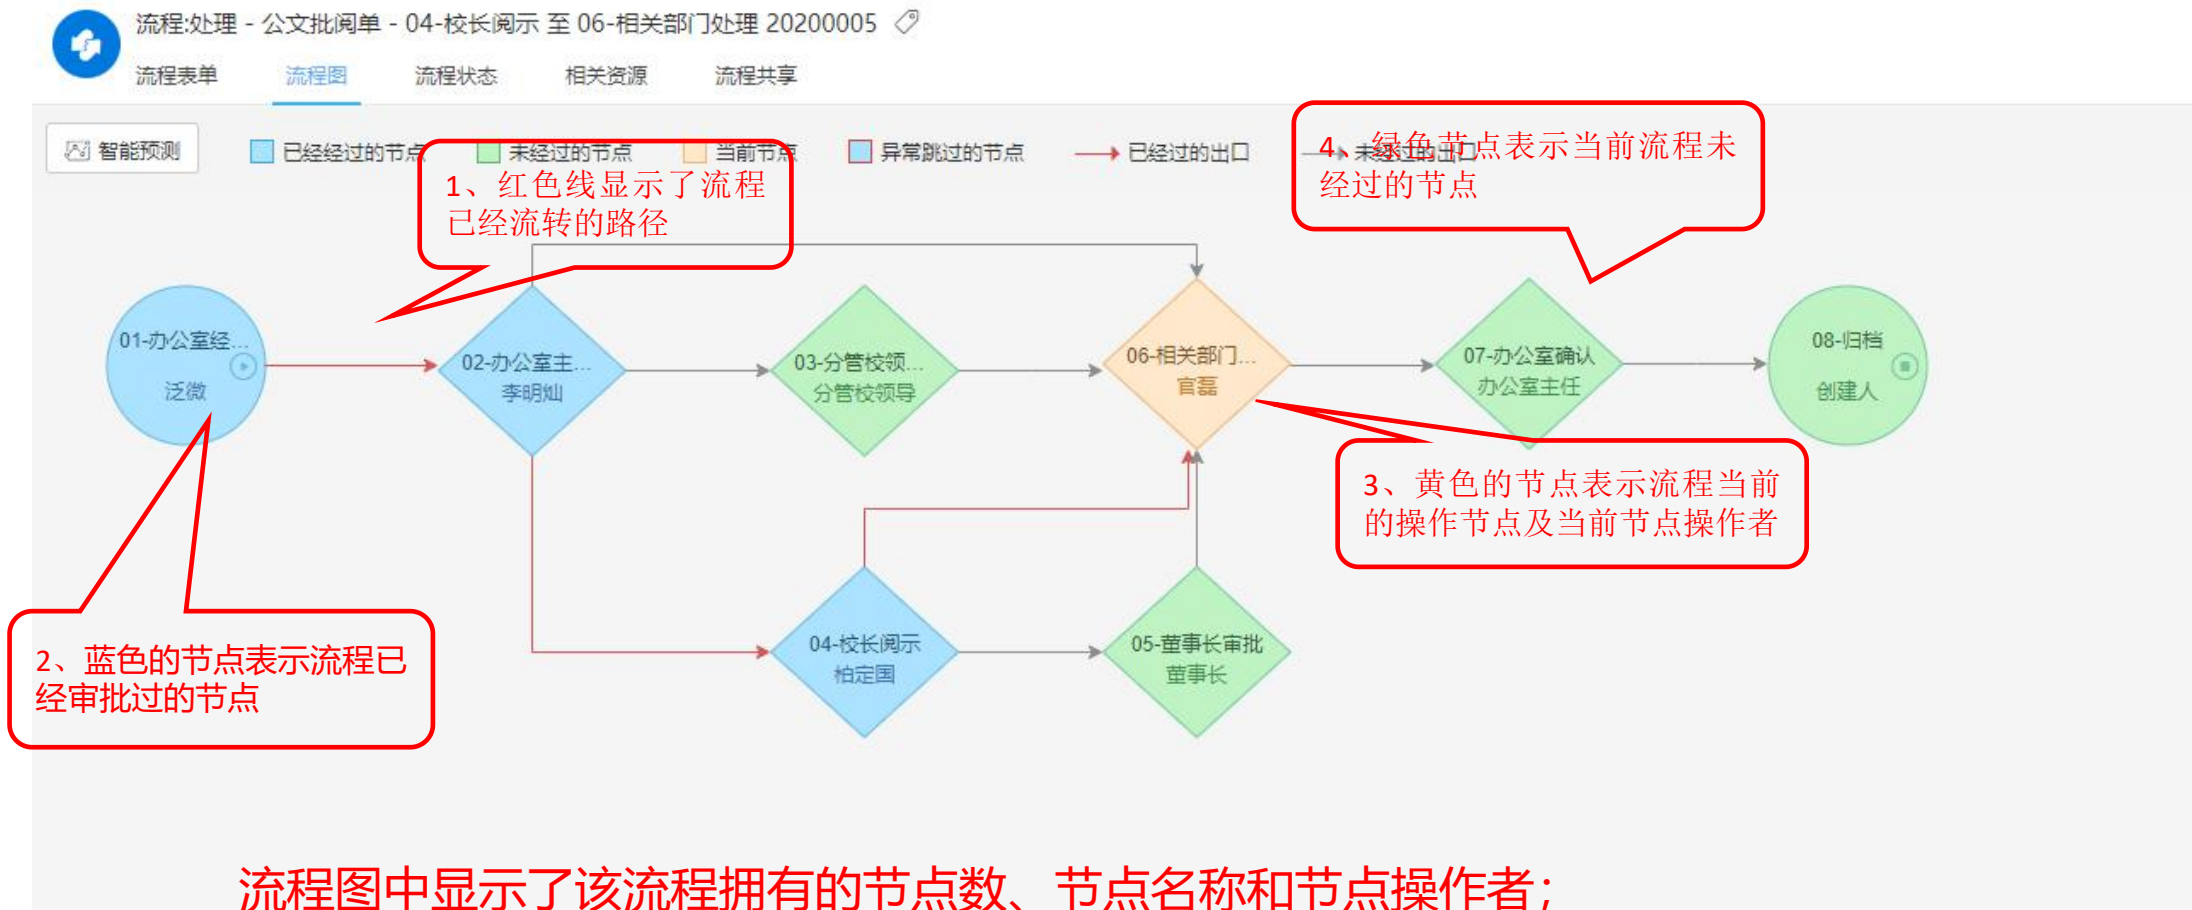 流程:处理 - 公文批阅单 - 04-校长阅示 至 06-相关部门处理 20200005
流程表单 流程图 流程状态 相关资源 流程共享
智能预测 已经经过的节点 未经过的节点 当前节点 异常跳过的节点 已经过的出口 未经过的出口
1、红色线显示了流程
已经流转的路径
4、绿色节点表示当前流程未
经过的节点
01-办公室经...
泛微
02-办公室主...
李明灿
03-分管校领...
分管校领导
06-相关部门...
官磊
07-办公室确认
办公室主任
08-归档
创建人
3、黄色的节点表示流程当前
的操作节点及当前节点操作者
2、蓝色的节点表示流程已
经审批过的节点
04-校长阅示
柏定国
05-董事长审批
董事长
流程图中显示了该流程拥有的节点数、节点名称和节点操作者；